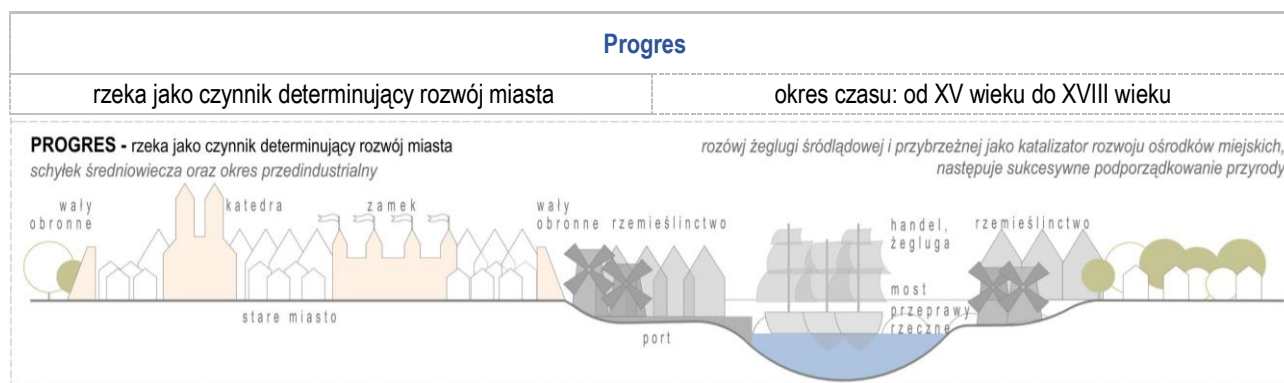 Progres
rzeka jako czynnik determinujący rozwój miasta
okres czasu: od XV wieku do XVIII wieku
PROGRES - rzeka jako czynnik determinujący rozwój miasta
schyłek średniowiecza oraz okres przedindustrialny
rozówj żeglugi śródlądowej i przybrzeżnej jako katalizator rozwoju ośrodków miejskich,
następuje sukcesywne podporządkowanie przyrody
wały
obronne
katedra
zamek
wały
obronne
rzemieślinctwo
handel,
żegluga
rzemieślinctwo
most
przeprawy
rzeczne
stare miasto
port